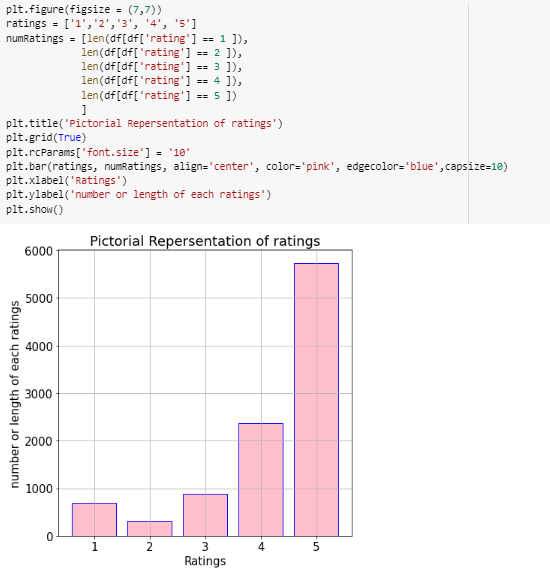 plt.figure(figsize = (7,7))
ratings = ['1','2','3', '4', '5']
numRatings = [len(df[df['rating'] == 1 ]),
len(df[df['rating'] == 2 ]),
len(df[df['rating'] == 3 ]),
len(df[df['rating'] == 4 ]),
len(df[df['rating'] == 5 ])
]
plt.title('Pictorial Repersentation of ratings')
plt.grid(True)
plt.rcParams['font.size'] = '10'
plt.bar(ratings, numRatings, align='center', color='pink', edgecolor='blue',capsize=10)
plt.xlabel('Ratings')
plt.ylabel('number or length of each ratings')
plt.show()
Pictorial Repersentation of ratings
number or length of each ratings
6000
5000
4000
3000
2000
1000
0
1 2 3 4 5
Ratings